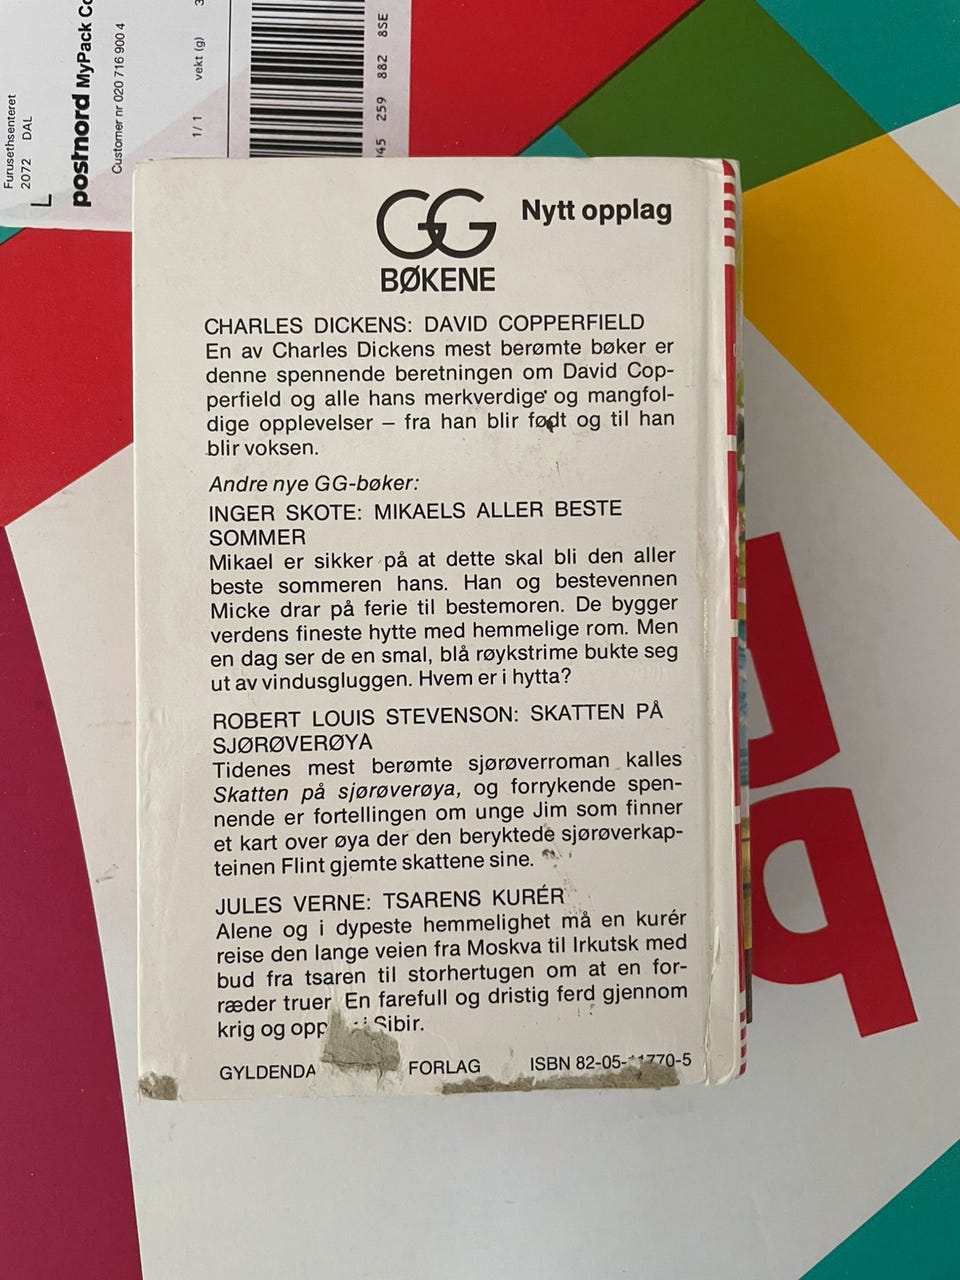 Furusethsenteret
2072 DAL
L
postnord MyPack Co
Customer nr 020 716 900 4
1/1
vekt (g)
3
45 259 882 8SE
GG
BØKENE
Nytt opplag
CHARLES DICKENS: DAVID COPPERFIELD
En av Charles Dickens mest berømte bøker er
denne spennende beretningen om David Cop-
perfield og alle hans merkverdige og mangfol-
dige opplevelser – fra han blir født og til han
blir voksen.
Andre nye GG-bøker:
INGER SKOTE: MIKAELS ALLER BESTE
SOMMER
Mikael er sikker på at dette skal bli den aller
beste sommeren hans. Han og bestevennen
Micke drar på ferie til bestemoren. De bygger
verdens fineste hytte med hemmelige rom. Men
en dag ser de en smal, blå røykstrime bukte seg
ut av vindusgluggen. Hvem er i hytta?
ROBERT LOUIS STEVENSON: SKATTEN PÅ
SJØRØVERØYA
Tidenes mest berømte sjørøverroman kalles
Skatten på sjørøverøya, og forrykende spen-
nende er fortellingen om unge Jim som finner
et kart over øya der den beryktede sjørøverkap-
teinen Flint gjemte skattene sine.
JULES VERNE: TSARENS KURÉR
Alene og i dypeste hemmelighet må en kurér
reise den lange veien fra Moskva til Irkutsk med
bud fra tsaren til storhertugen om at en for-
ræder truer En farefull og dristig ferd gjennom
krig og opp i Sibir.
GYLDENDA FORLAG ISBN 82-05-11770-5